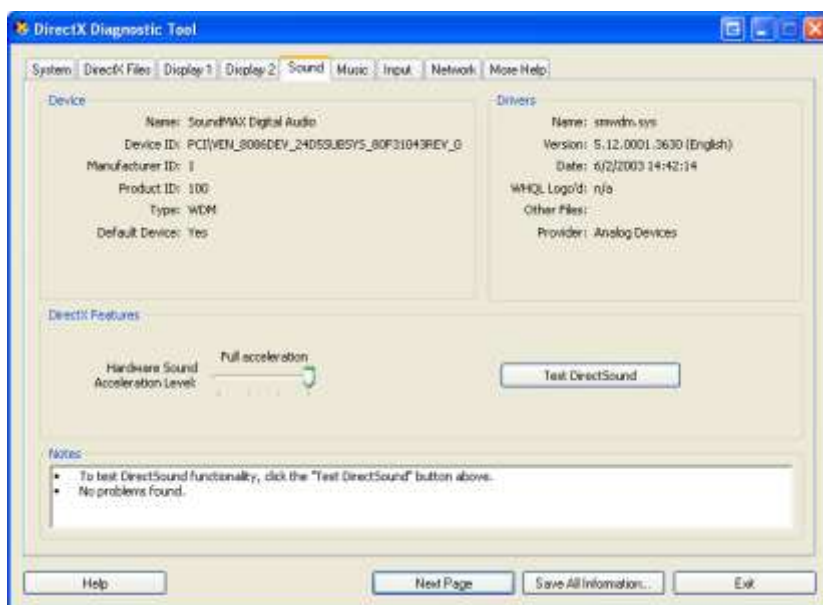 DirectX Diagnostic Tool
System DirectX Files Display 1 Display 2 Sound Music Input Network More Help
Device
Name: SoundMAX Digital Audio
Device ID: PCI\VEN_8086DEV_24D5SUBSYS_80F31043REV_0
Manufacturer ID: 1
Product ID: 100
Type: WDM
Default Device: Yes
Drivers
Name: smwdm.sys
Version: 5.12.0001.3630 (English)
Date: 6/2/2003 14:42:14
WHQL Logo'd: n/a
Other Files:
Provider: Analog Devices
DirectX Features
Hardware Sound
Acceleration Level:
Full acceleration
Test DirectSound
Notes
• To test DirectSound functionality, click the "Test DirectSound" button above.
• No problems found.
Help Next Page Save All Information... Exit